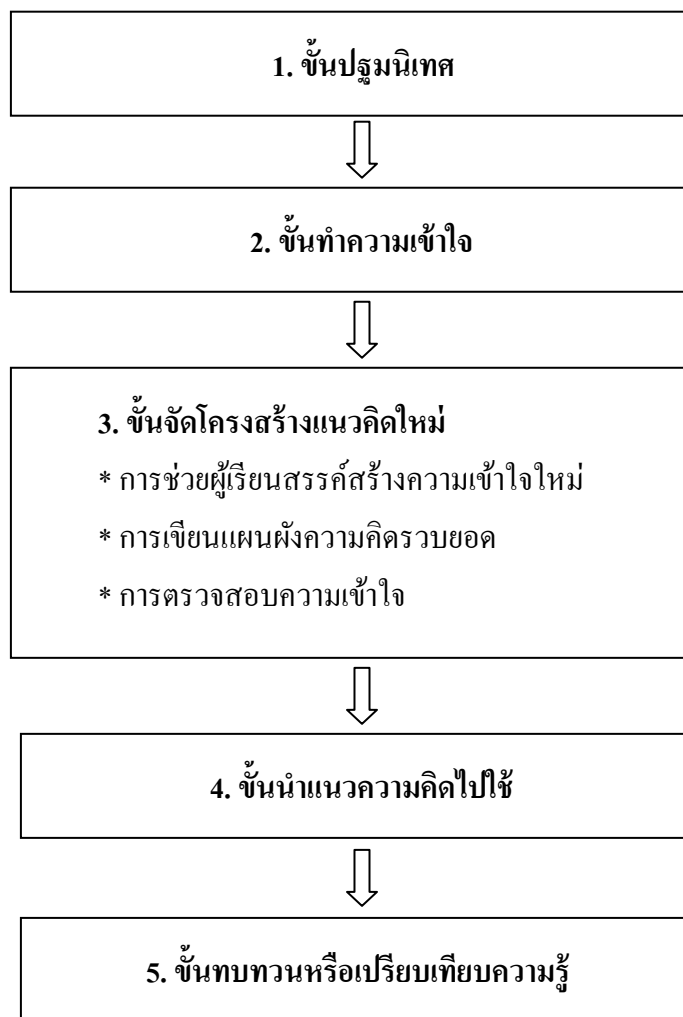 1. ขั้นปฐมนิเทศ
2. ขั้นทำความเข้าใจ
3. ขั้นจัดโครงสร้างแนวคิดใหม่
* การช่วยผู้เรียนสรรค์สร้างความเข้าใจใหม่
* การเขียนแผนผังความคิดรวบยอด
* การตรวจสอบความเข้าใจ
4. ขั้นนำแนวความคิดไปใช้
5. ขั้นทบทวนหรือเปรียบเทียบความรู้